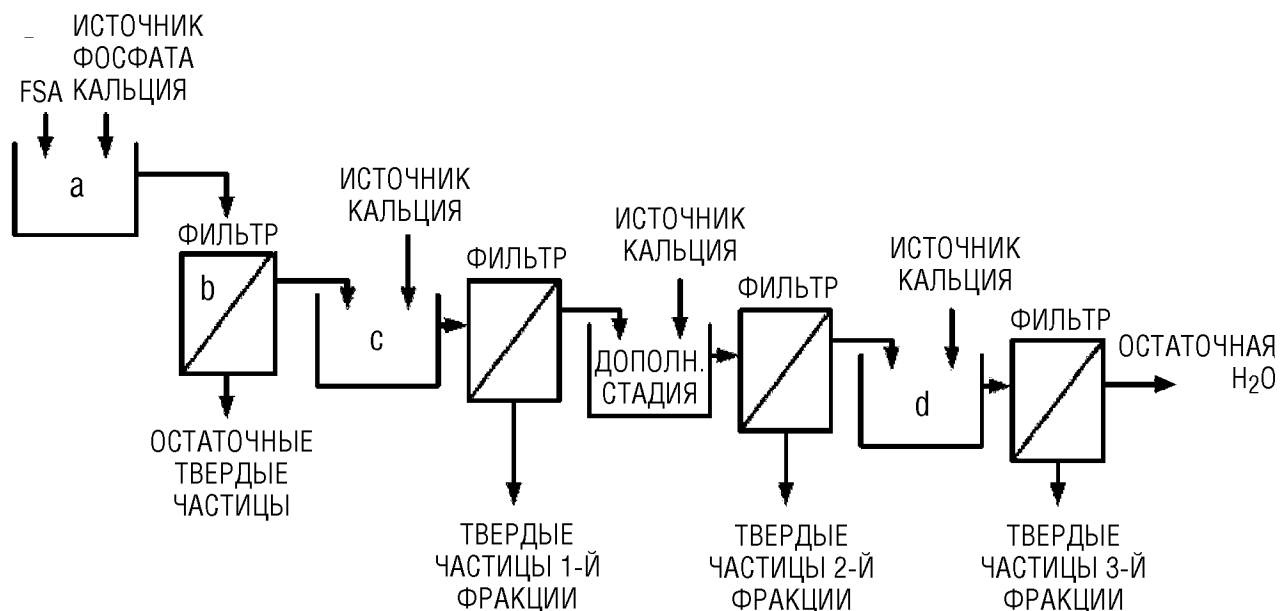 ИСТОЧНИК
ФОСФАТА
КАЛЬЦИЯ
FSA
a
ФИЛЬТР
b
ОСТАТОЧНЫЕ
ТВЕРДЫЕ
ЧАСТИЦЫ
ИСТОЧНИК
КАЛЬЦИЯ
c
ФИЛЬТР
ТВЕРДЫЕ
ЧАСТИЦЫ 1-Й
ФРАКЦИИ
ИСТОЧНИК
КАЛЬЦИЯ
ДОПОЛН.
СТАДИЯ
ФИЛЬТР
ТВЕРДЫЕ
ЧАСТИЦЫ 2-Й
ФРАКЦИИ
ИСТОЧНИК
КАЛЬЦИЯ
d
ФИЛЬТР
ТВЕРДЫЕ
ЧАСТИЦЫ 3-Й
ФРАКЦИИ
ОСТАТОЧНАЯ
H₂O